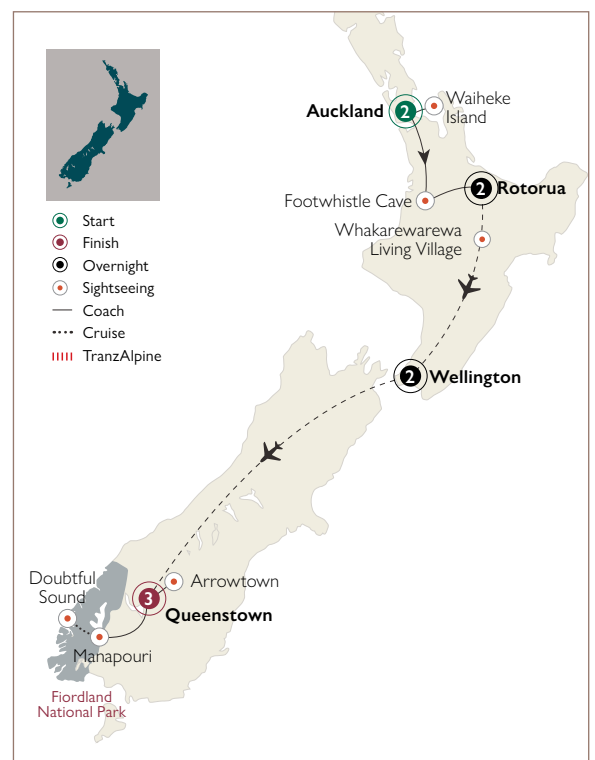 Waiheke
Island
Auckland
2
Footwhistle Cave
2
Rotorua
Whakarewarewa
Living Village
Start
Finish
Overnight
Sightseeing
Coach
Cruise
TranzAlpine
2
Wellington
Doubtful
Sound
Arrowtown
3
Queenstown
Manapouri
Fiordland
National Park